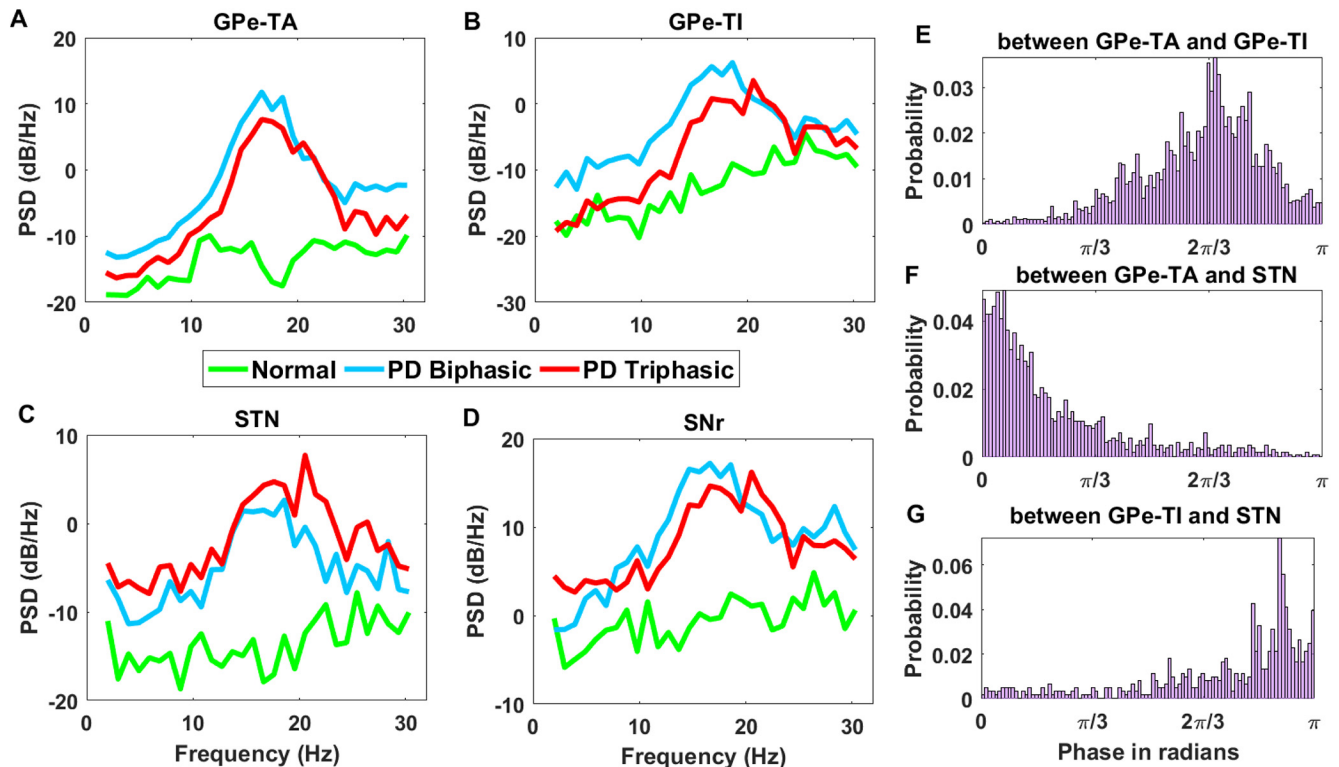 A
GPe-TA
20
10
0
-10
-20
PSD (dB/Hz)
0 10 20 30
Frequency (Hz)
B
GPe-TI
10
0
-10
-20
-30
PSD (dB/Hz)
0 10 20 30
Frequency (Hz)
Normal PD Biphasic PD Triphasic
C
STN
10
0
-10
-20
PSD (dB/Hz)
0 10 20 30
Frequency (Hz)
D
SNr
20
10
0
-10
PSD (dB/Hz)
0 10 20 30
Frequency (Hz)
E
between GPe-TA and GPe-TI
0.03
0.02
0.01
0
Probability
0 π/3 2π/3 π
F
between GPe-TA and STN
0.04
0.02
0
Probability
0 π/3 2π/3 π
G
between GPe-TI and STN
0.06
0.04
0.02
0
Probability
0 π/3 2π/3 π
Phase in radians